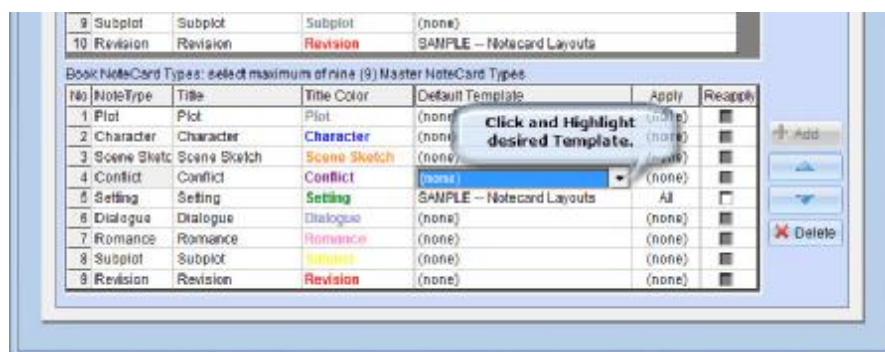 9 Subplot Subplot Subplot (none)
10 Revision Revision Revision SAMPLE -- Notecard Layouts
Book NoteCard Types: select maximum of nine (9) Master NoteCard Types
No NoteType Title Title Color Default Template Apply Reapply
1 Plot Plot Plot (none)
2 Character Character Character (none) (none)
3 Scene Sketc Scene Sketch Scene Sketch (none)
4 Conflict Conflict Conflict (none) (none)
5 Setting Setting Setting SAMPLE -- Notecard Layouts All
6 Dialogue Dialogue Dialogue (none) (none)
7 Romance Romance Romance (none) (none)
8 Subplot Subplot Subplot (none) (none)
9 Revision Revision Revision (none) (none)
Click and Highlight
desired Template.
Add
Delete